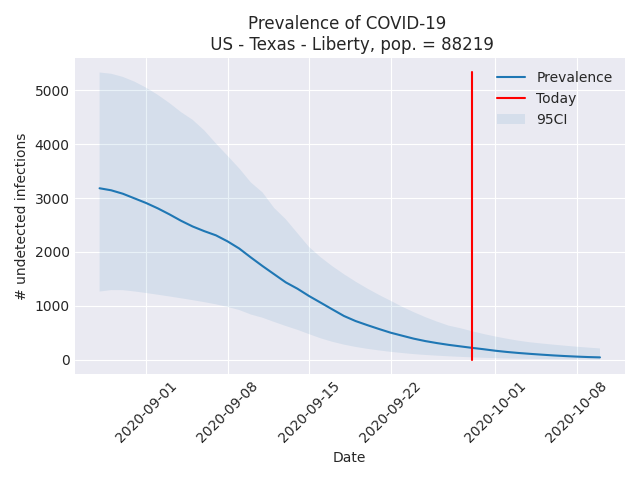 Prevalence of COVID-19
US - Texas - Liberty, pop. = 88219
Prevalence
Today
95CI
# undetected infections
5000
4000
3000
2000
1000
0
2020-09-01
2020-09-08
2020-09-15
2020-09-22
2020-10-01
2020-10-08
Date